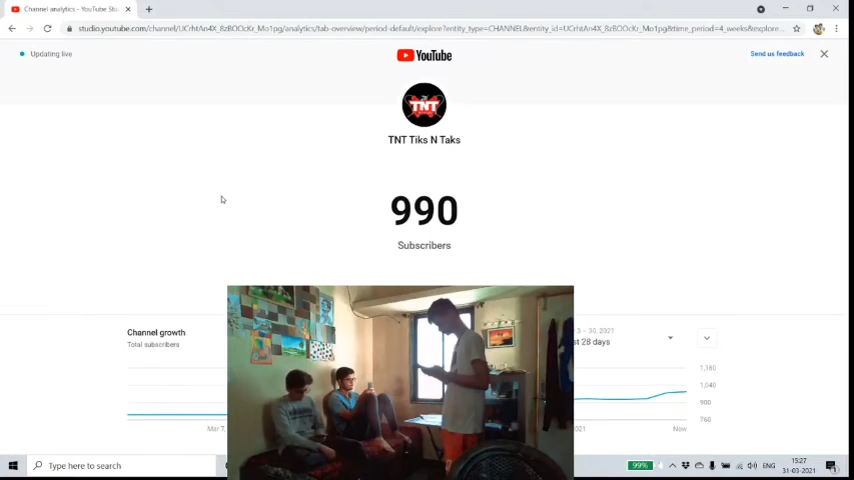 Channel analytics - YouTube Stu
studio.youtube.com/channel/UCrhtAn4X_8zBOOcKr_Mo1pg/analytics/tab-overview/period-default/explore?entity_type=CHANNEL&entity_id=UCrhtAn4X_8zBOOcKr_Mo1pg&time_period=4_weeks&explore...
Updating live
YouTube
Send us feedback
TNT
TNT Tiks N Taks
990
Subscribers
Channel growth
Total subscribers
3 – 30, 2021
st 28 days
1,180
1,040
900
760
Mar 7,
2021
Now
Type here to search
99%
ENG
15:27
31-03-2021